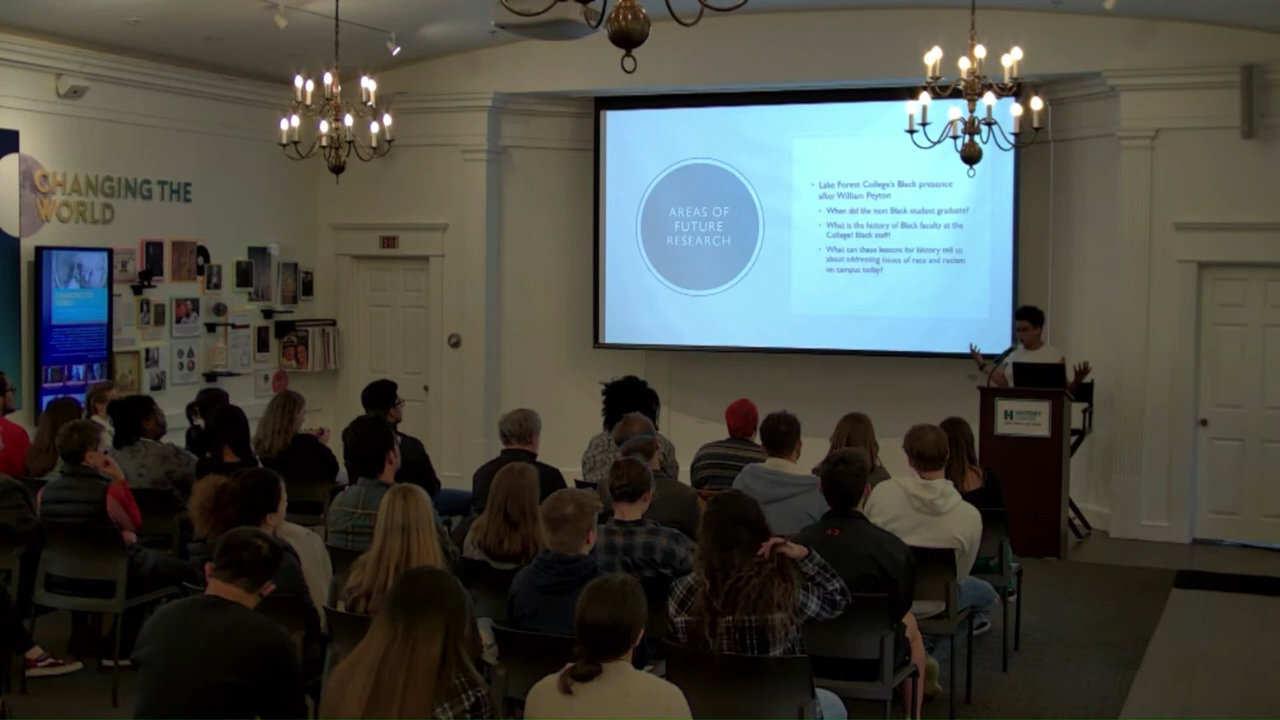 CHANGING THE
WORLD
AREAS OF
FUTURE
RESEARCH
• Lake Forest College's Black presence
after William Peyton
• When did the next Black student graduate?
• What is the history of Black faculty at the
College? Black staff?
• What can these lessons for history tell us
about addressing issues of race and racism
on campus today?
H HISTORY